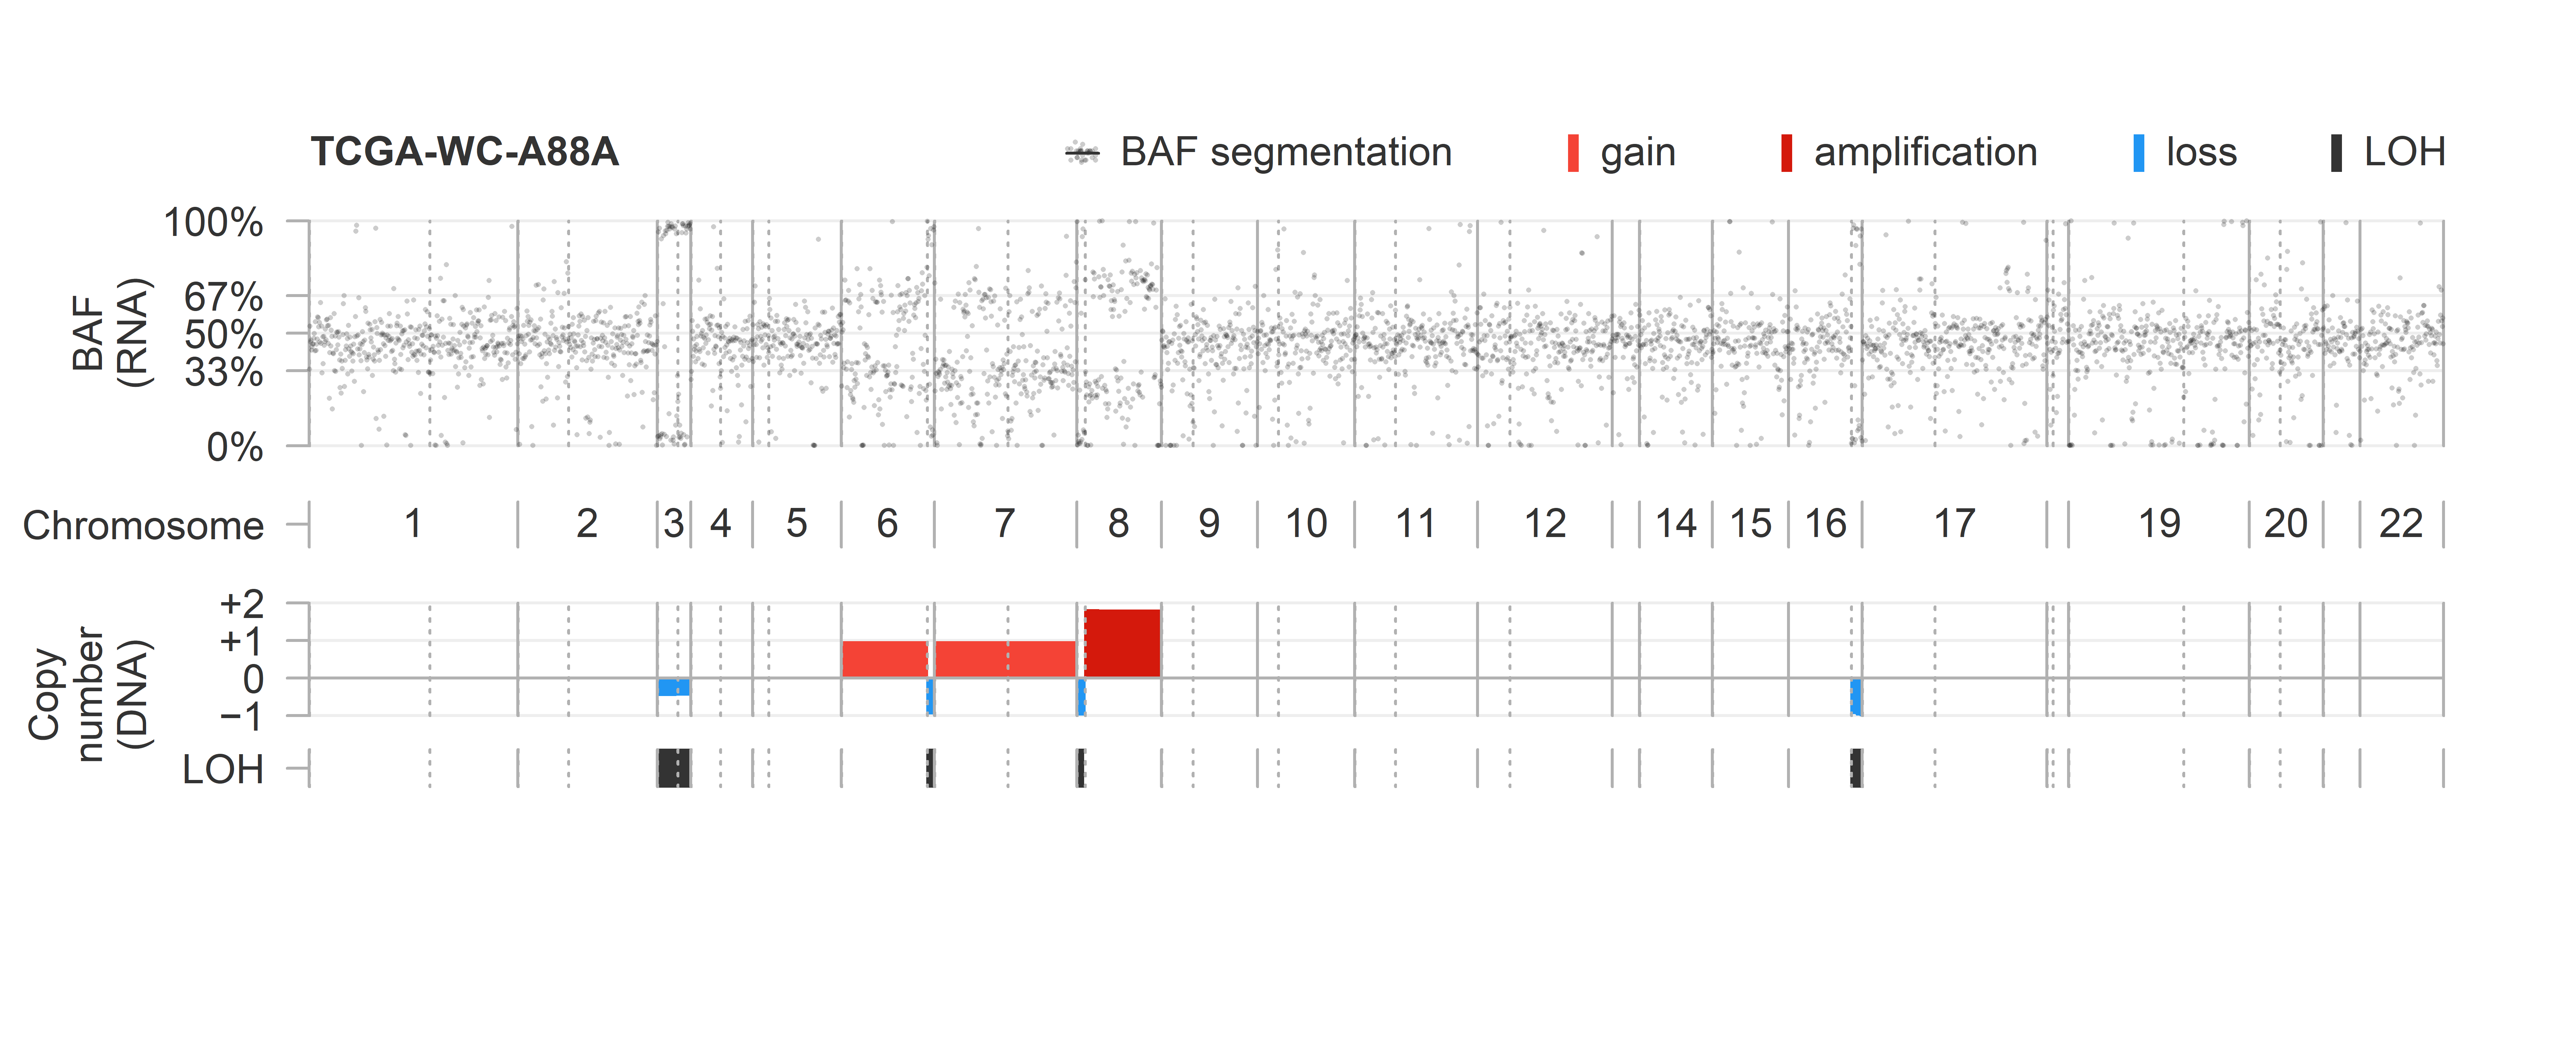 TCGA-WC-A88A
BAF segmentation gain amplification loss LOH
BAF
(RNA)
100%
67%
50%
33%
0%
Chromosome 1 2 3 4 5 6 7 8 9 10 11 12 14 15 16 17 19 20 22
Copy
number
(DNA)
+2
+1
0
−1
LOH